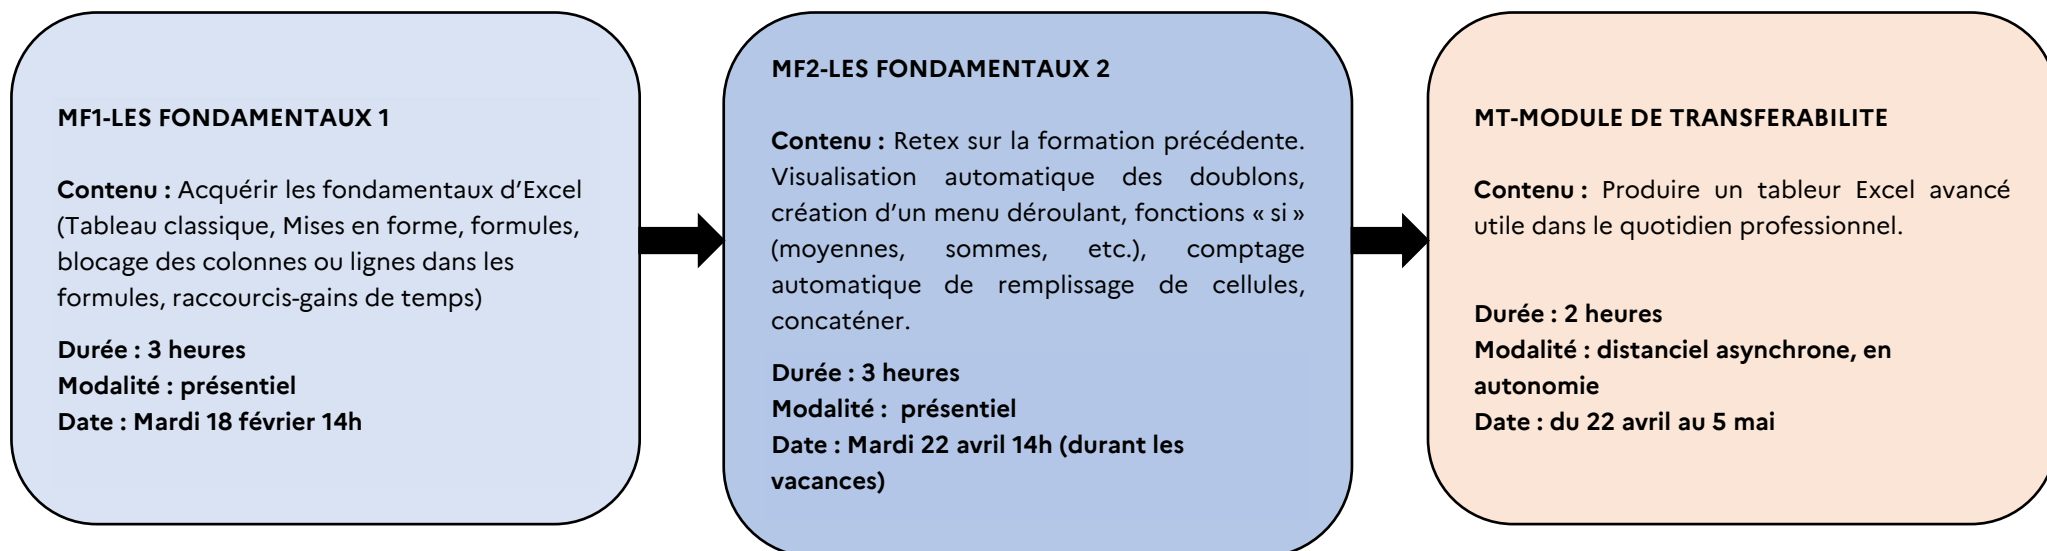 MF1-LES FONDAMENTAUX 1
Contenu : Acquérir les fondamentaux d’Excel
(Tableau classique, Mises en forme, formules,
blocage des colonnes ou lignes dans les
formules, raccourcis-gains de temps)
Durée : 3 heures
Modalité : présentiel
Date : Mardi 18 février 14h
MF2-LES FONDAMENTAUX 2
Contenu : Retex sur la formation précédente.
Visualisation automatique des doublons,
création d’un menu déroulant, fonctions « si »
(moyennes, sommes, etc.), comptage
automatique de remplissage de cellules,
concaténer.
Durée : 3 heures
Modalité : présentiel
Date : Mardi 22 avril 14h (durant les
vacances)
MT-MODULE DE TRANSFERABILITE
Contenu : Produire un tableur Excel avancé
utile dans le quotidien professionnel.
Durée : 2 heures
Modalité : distanciel asynchrone, en
autonomie
Date : du 22 avril au 5 mai